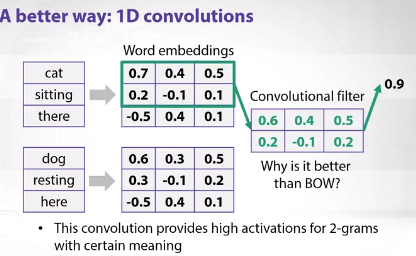 A better way: 1D convolutions
Word embeddings
cat 0.7 0.4 0.5
sitting 0.2 -0.1 0.1
there -0.5 0.4 0.1
Convolutional filter
0.6 0.4 0.5
0.2 -0.1 0.2
0.9
dog 0.6 0.3 0.5
resting 0.3 -0.1 0.2
here -0.5 0.4 0.1
Why is it better
than BOW?
• This convolution provides high activations for 2-grams
with certain meaning